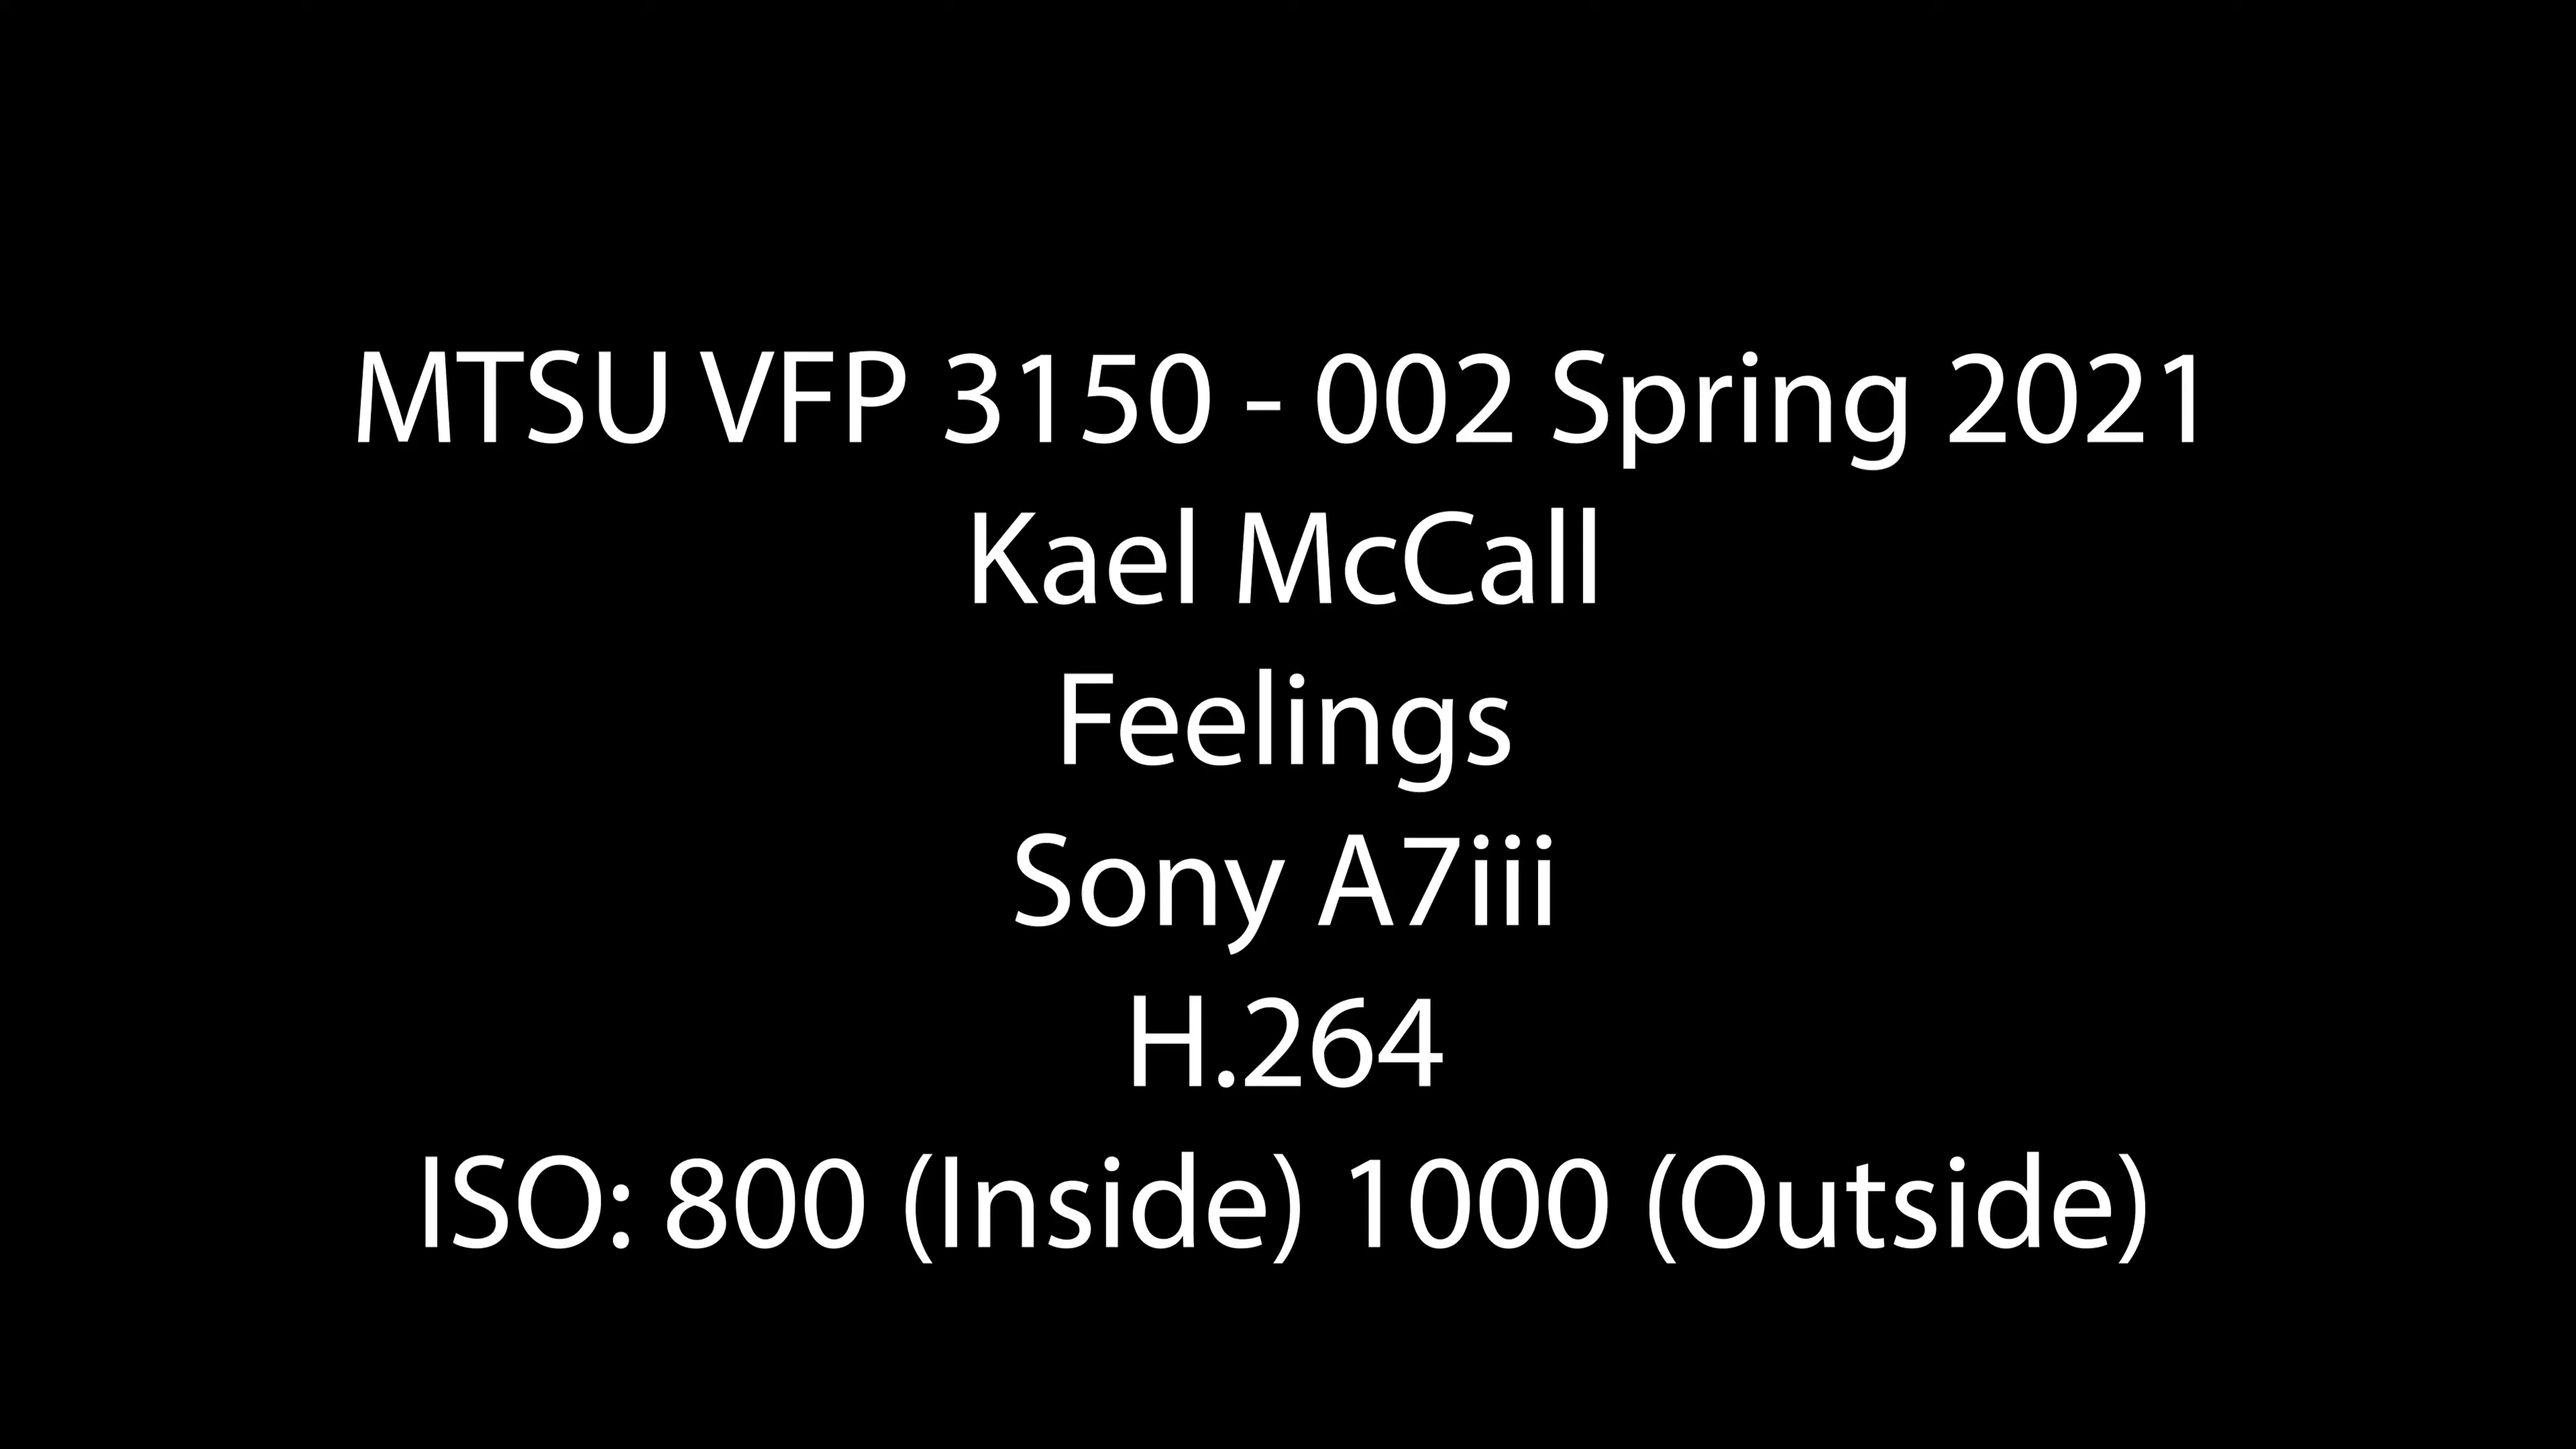 MTSU VFP 3150 - 002 Spring 2021
Kael McCall
Feelings
Sony A7iii
H.264
ISO: 800 (Inside) 1000 (Outside)